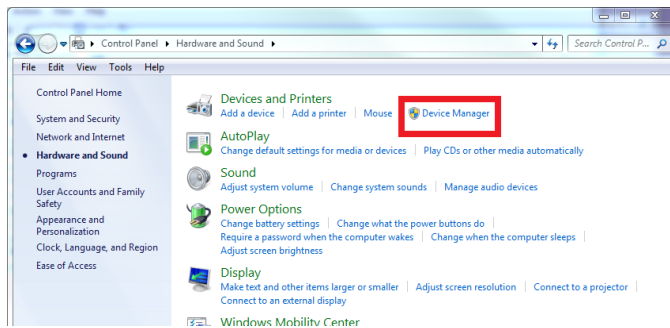 Control Panel ▸ Hardware and Sound ▸
Search Control P...
File Edit View Tools Help
Control Panel Home
System and Security
Network and Internet
Hardware and Sound
Programs
User Accounts and Family
Safety
Appearance and
Personalization
Clock, Language, and Region
Ease of Access
Devices and Printers
Add a device | Add a printer | Mouse | Device Manager
AutoPlay
Change default settings for media or devices | Play CDs or other media automatically
Sound
Adjust system volume | Change system sounds | Manage audio devices
Power Options
Change battery settings | Change what the power buttons do |
Require a password when the computer wakes | Change when the computer sleeps |
Adjust screen brightness
Display
Make text and other items larger or smaller | Adjust screen resolution | Connect to a projector |
Connect to an external display
Windows Mobility Center